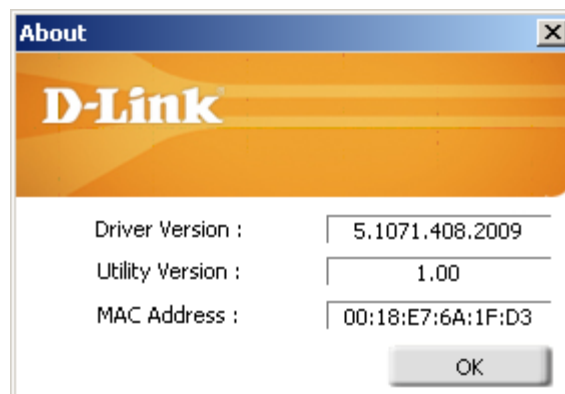 About
D-Link
Driver Version : 5.1071.408.2009
Utility Version : 1.00
MAC Address : 00:18:E7:6A:1F:D3
OK